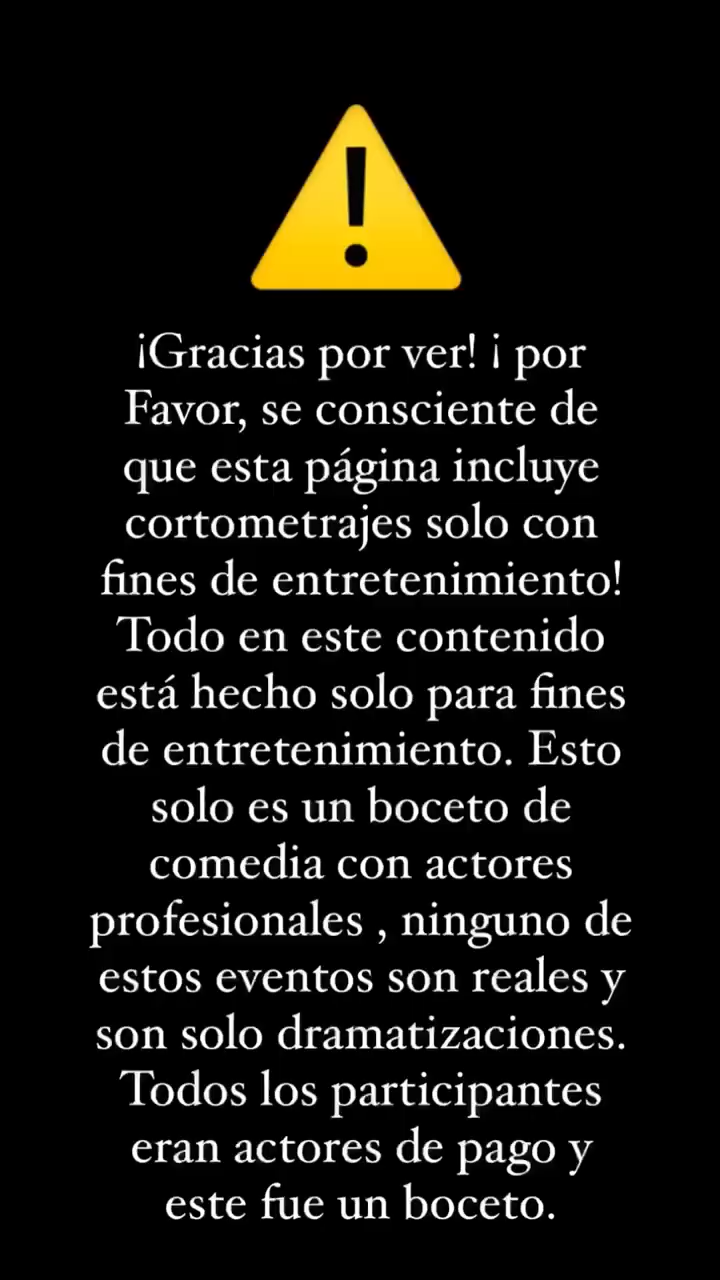 ¡Gracias por ver! ¡ por
Favor, se consciente de
que esta página incluye
cortometrajes solo con
fines de entretenimiento!
Todo en este contenido
está hecho solo para fines
de entretenimiento. Esto
solo es un boceto de
comedia con actores
profesionales , ninguno de
estos eventos son reales y
son solo dramatizaciones.
Todos los participantes
eran actores de pago y
este fue un boceto.